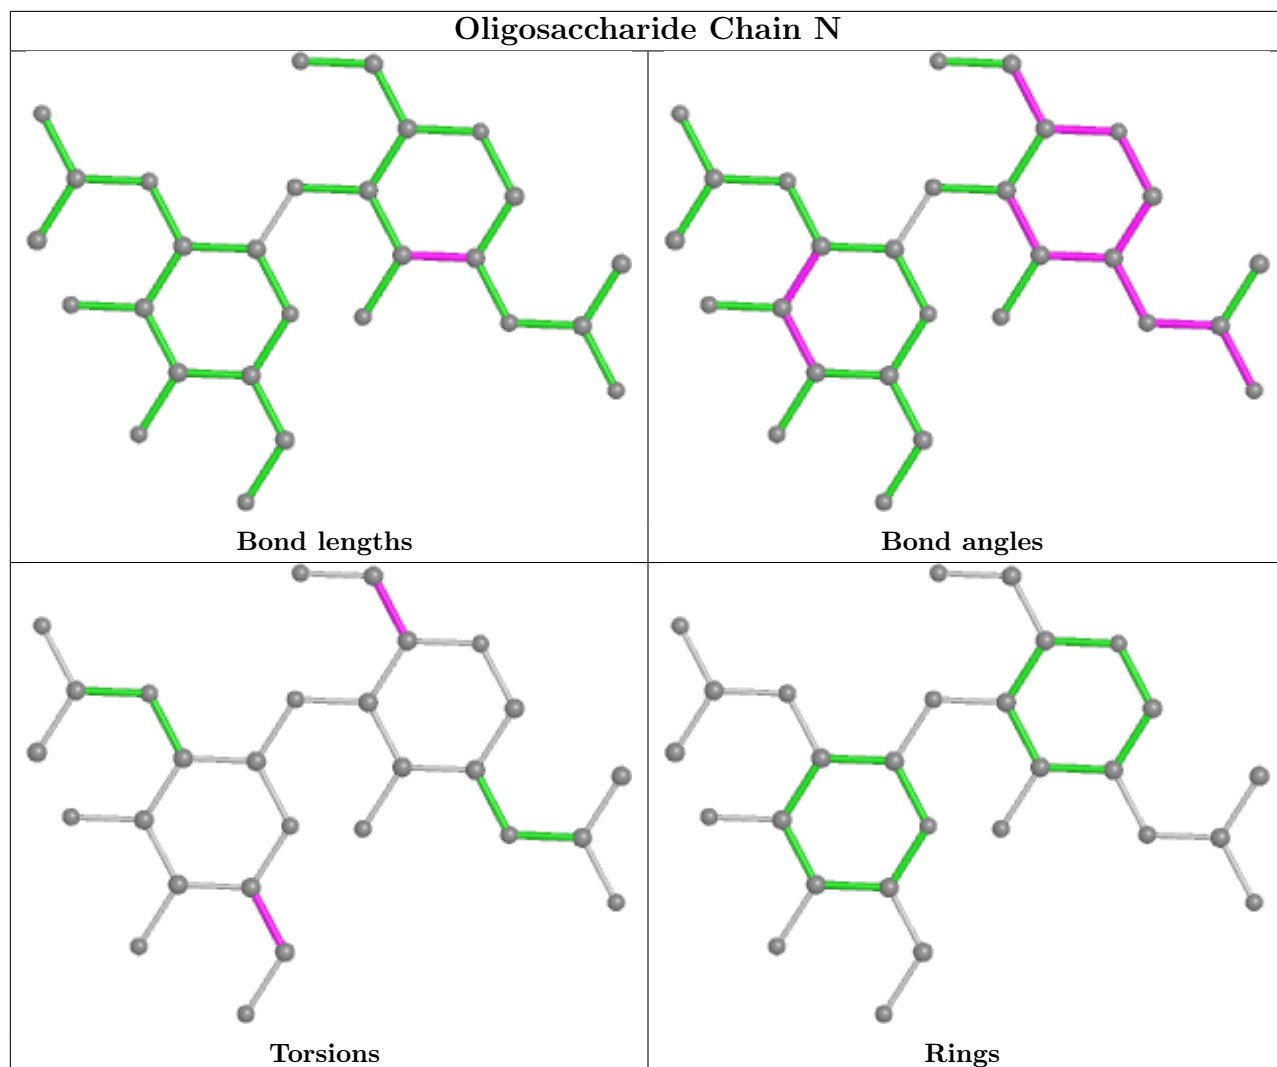 Oligosaccharide Chain N
Bond lengths
Bond angles
Torsions
Rings